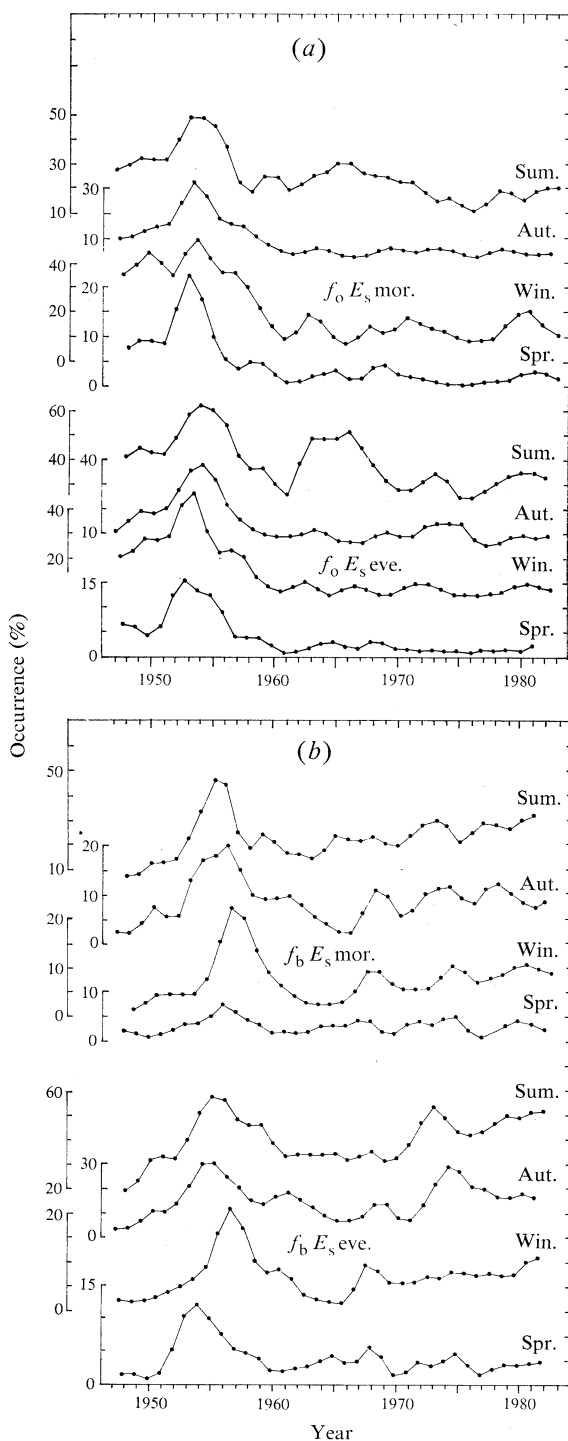 (a)
50
30
10
Sum.
30
10
Aut.
40
20
0
f_o E_s mor.
Win.
20
10
0
Spr.
60
40
20
Sum.
40
10
Aut.
40
20
f_o E_s eve.
Win.
15
0
Spr.
1950 1960 1970 1980
Occurrence (%)
(b)
50
10
Sum.
20
10
0
Aut.
20
10
0
f_b E_s mor.
Win.
10
0
Spr.
60
20
Sum.
30
0
Aut.
20
0
f_b E_s eve.
Win.
15
0
Spr.
1950 1960 1970 1980
Year